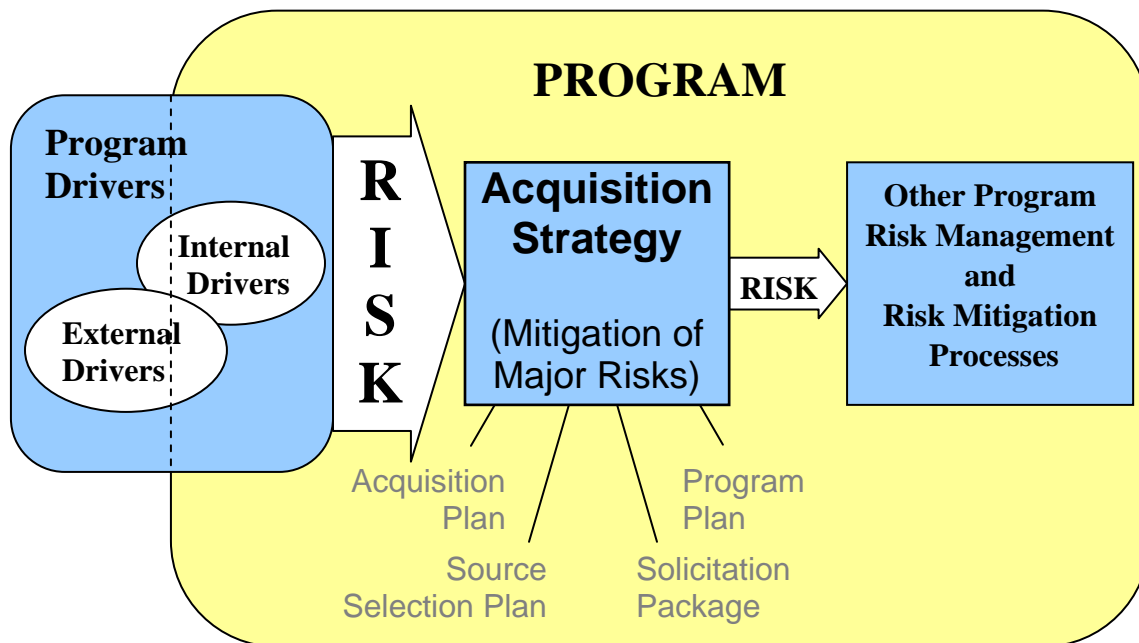 PROGRAM
Program
Drivers
Internal
Drivers
External
Drivers
R
I
S
K
Acquisition
Strategy
(Mitigation of
Major Risks)
RISK
Other Program
Risk Management
and
Risk Mitigation
Processes
Acquisition
Plan
Source
Selection Plan
Solicitation
Package
Program
Plan